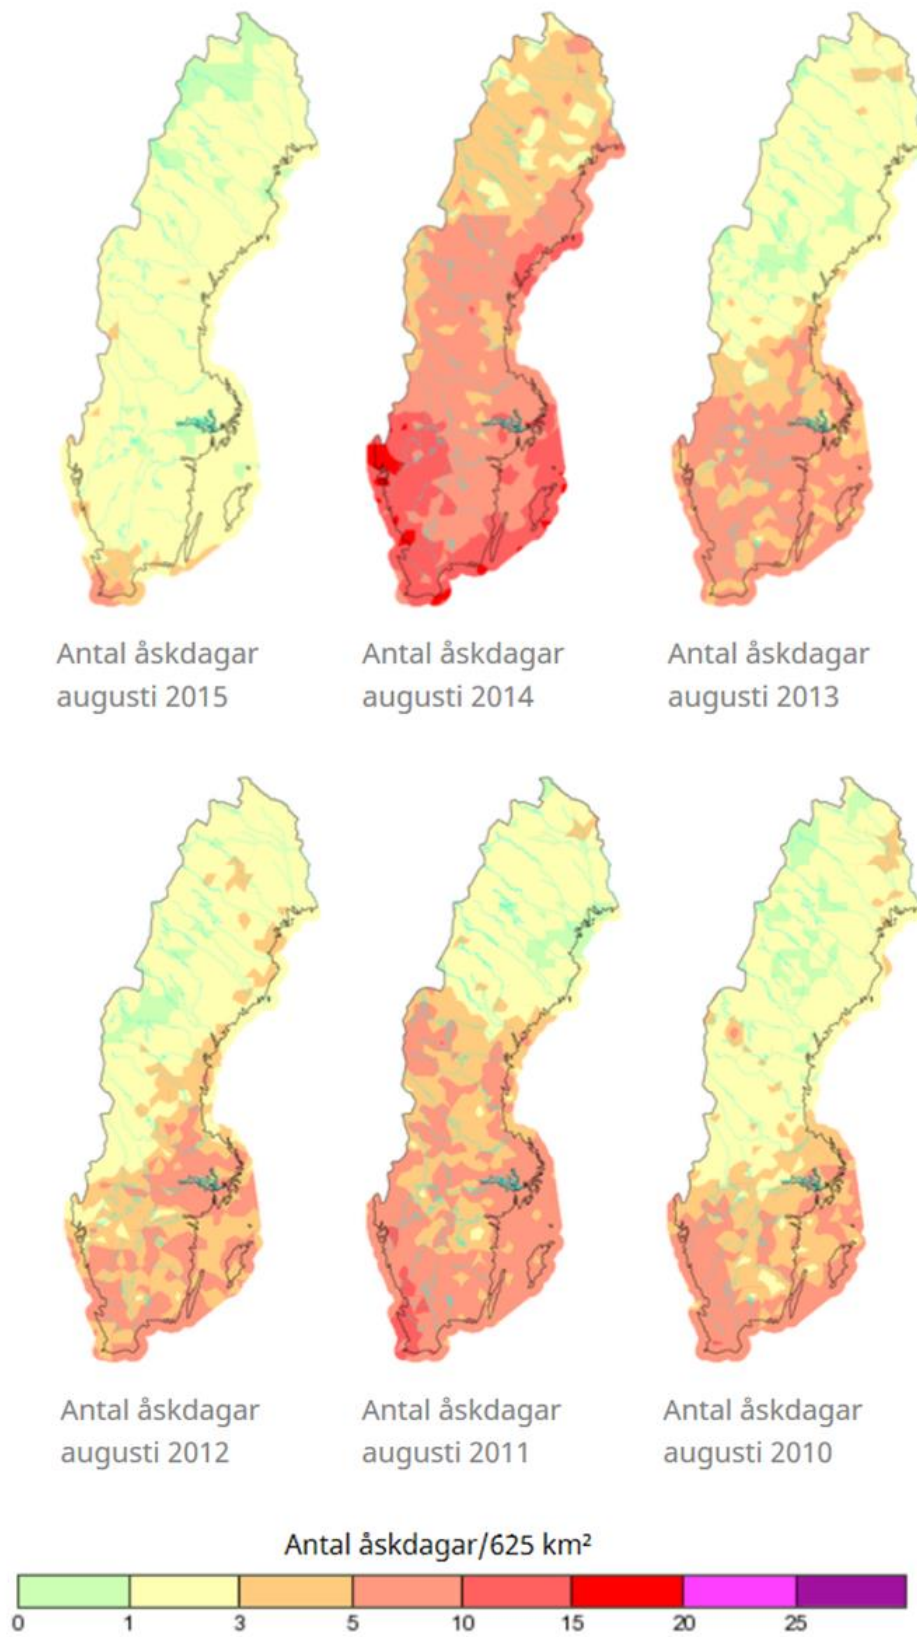 Antal åskdagar
augusti 2015
Antal åskdagar
augusti 2014
Antal åskdagar
augusti 2013
Antal åskdagar
augusti 2012
Antal åskdagar
augusti 2011
Antal åskdagar
augusti 2010
Antal åskdagar/625 km²
0 1 3 5 10 15 20 25